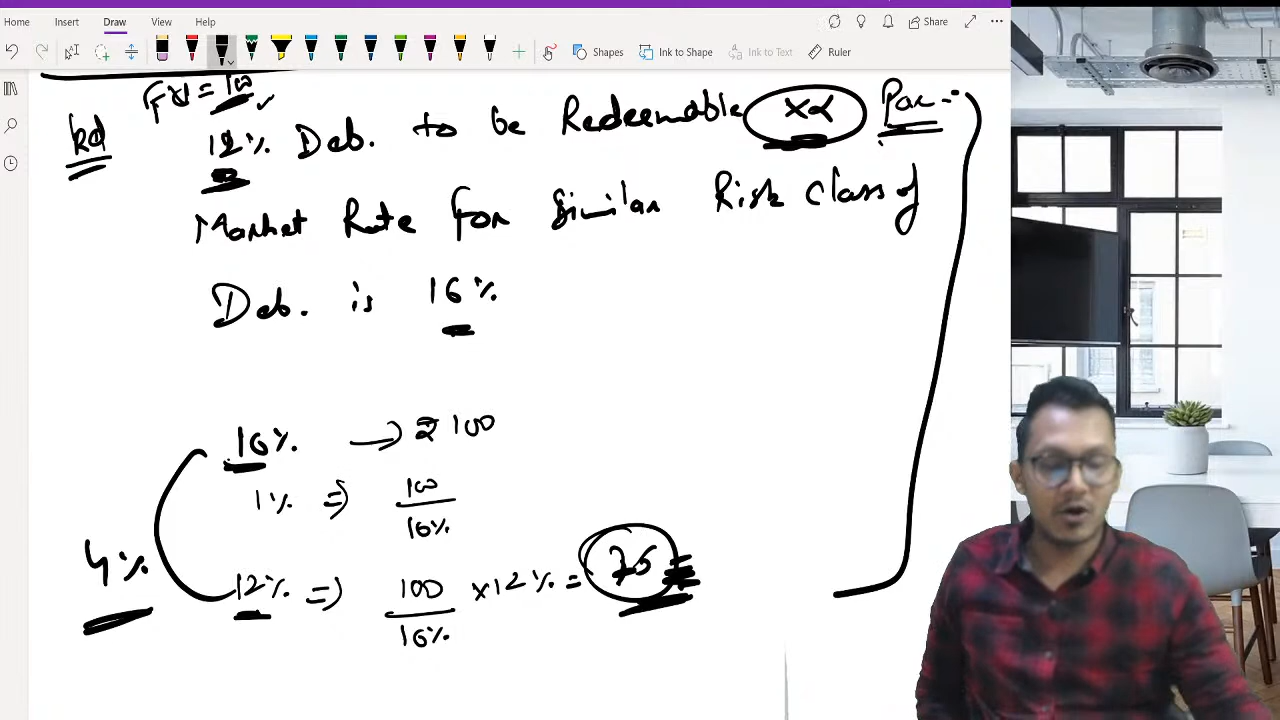 Home Insert Draw View Help Share
Shapes Ink to Shape Ink to Text Ruler
FV = 100
kd 12% Deb. to be Redeemable Par
Market Rate for Similar Risk Class of
Deb. is 16%
16% → ₹ 100
1% ⇒ 100/16%
4%
12% ⇒ 100/16% ×12% = 75